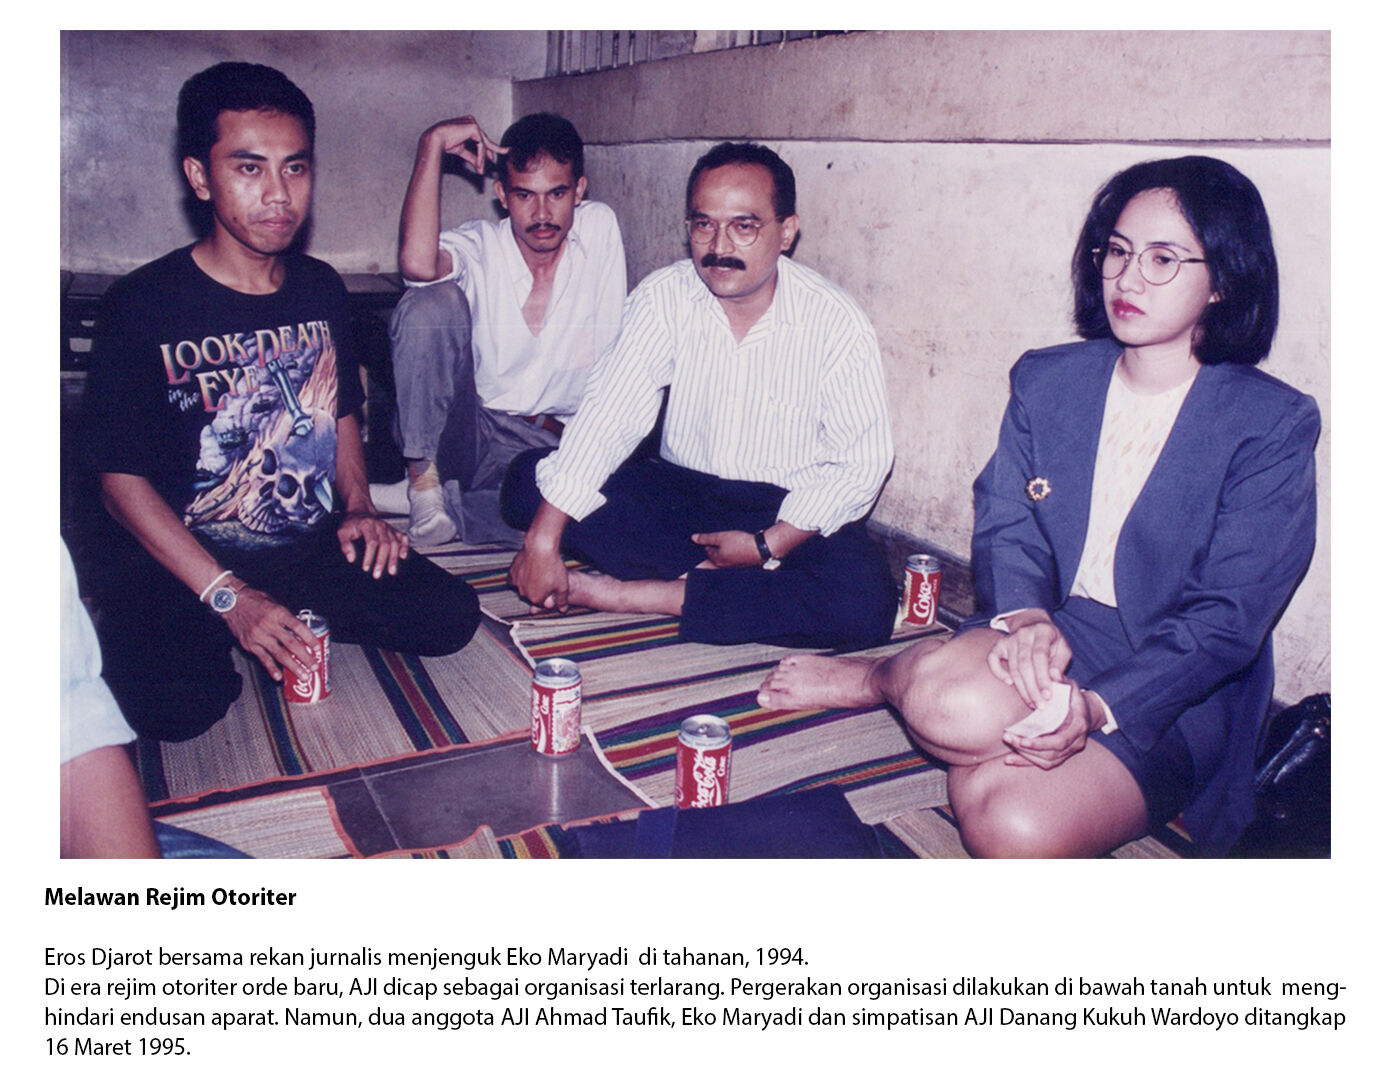 LOOK DEATH
in the EYE
Coca-Cola
Coke
Coca-Cola
Coke
Coke
Melawan Rejim Otoriter
Eros Djarot bersama rekan jurnalis menjenguk Eko Maryadi di tahanan, 1994.
Di era rejim otoriter orde baru, AJI dicap sebagai organisasi terlarang. Pergerakan organisasi dilakukan di bawah tanah untuk meng-
hindari endusan aparat. Namun, dua anggota AJI Ahmad Taufik, Eko Maryadi dan simpatisan AJI Danang Kukuh Wardoyo ditangkap
16 Maret 1995.